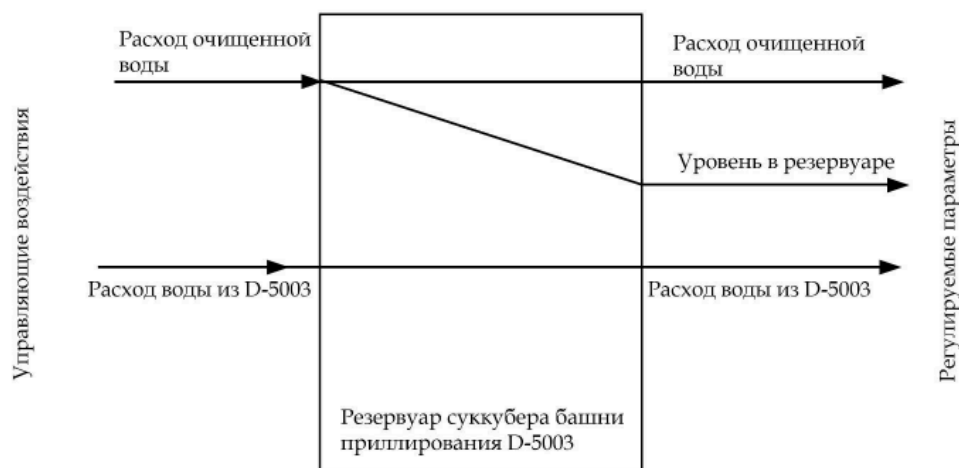 Расход очищенной
воды
Расход очищенной
воды
Управляющие воздействия
Регулируемые параметры
Уровень в резервуаре
Расход воды из D-5003
Расход воды из D-5003
Резервуар суккубера башни
приллирования D-5003